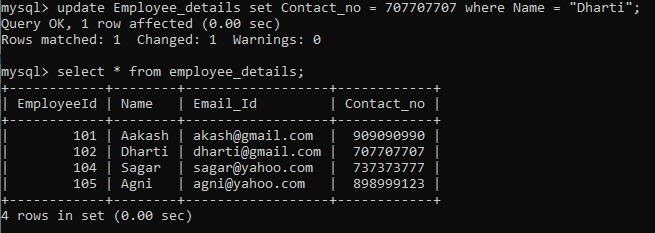 mysql> update Employee_details set Contact_no = 707707707 where Name = "Dharti";
Query OK, 1 row affected (0.00 sec)
Rows matched: 1  Changed: 1  Warnings: 0

mysql> select * from employee_details;
+------------+---------+------------------+------------+
| EmployeeId | Name    | Email_Id         | Contact_no |
+------------+---------+------------------+------------+
|        101 | Aakash  | akash@gmail.com  |  909090990 |
|        102 | Dharti  | dharti@gmail.com |  707707707 |
|        104 | Sagar   | sagar@yahoo.com  |  737373777 |
|        105 | Agni    | agni@yahoo.com   |  898999123 |
+------------+---------+------------------+------------+
4 rows in set (0.00 sec)